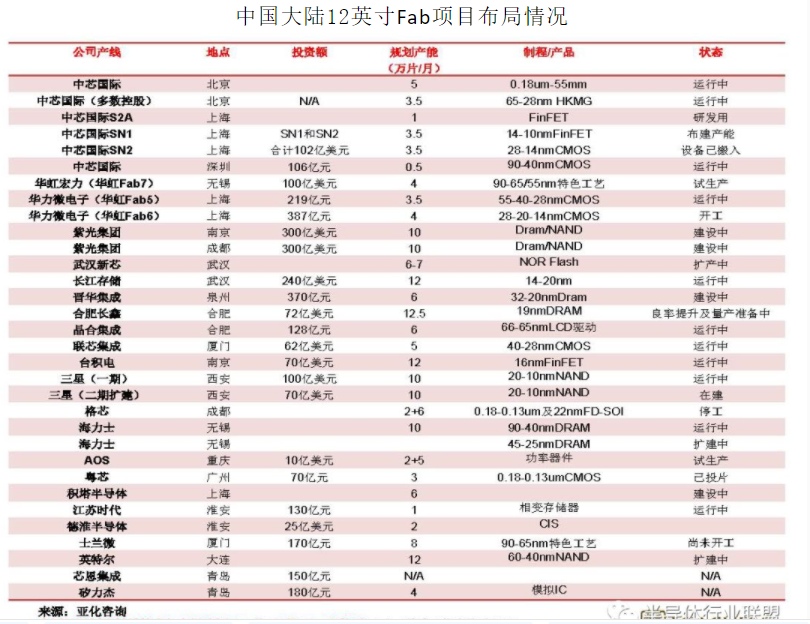 中国大陆12英寸Fab项目布局情况
公司产线 地点 投资额 规划产能 制程/产品 状态
（万片/月）
中芯国际 北京 5 0.18um-55mm 运行中
中芯国际（多数控股） 北京 N/A 3.5 65-28nm HKMG 运行中
中芯国际S2A 上海 1 FinFET 研发用
中芯国际SN1 上海 SN1和SN2 3.5 14-10nmFinFET 布建产能
中芯国际SN2 上海 合计102亿美元 3.5 28-14nmCMOS 设备已搬入
中芯国际 深圳 106亿元 0.5 90-40nmCMOS 运行中
华虹宏力（华虹Fab7） 无锡 100亿美元 4 90-65/55nm特色工艺 试生产
华力微电子（华虹Fab5） 上海 219亿元 3.5 55-40-28nmCMOS 运行中
华力微电子（华虹Fab6） 上海 387亿元 4 28-20-14nmCMOS 开工
紫光集团 南京 300亿美元 10 Dram/NAND 建设中
紫光集团 成都 300亿美元 10 Dram/NAND 建设中
武汉新芯 武汉 6-7 NOR Flash 扩产中
长江存储 武汉 240亿美元 12 14-20nm 运行中
晋华集成 泉州 370亿元 6 32-20nmDram 建设中
合肥长鑫 合肥 72亿美元 12.5 19nmDRAM 良率提升及量产准备中
晶合集成 合肥 128亿元 6 66-65nmLCD驱动 运行中
联芯集成 厦门 62亿美元 5 40-28nmCMOS 运行中
台积电 南京 70亿美元 12 16nmFinFET 运行中
三星（一期） 西安 100亿美元 10 20-10nmNAND 运行中
三星（二期扩建） 西安 70亿美元 10 20-10nmNAND 在建
格芯 成都 2+6 0.18-0.13um及22nmFD-SOI 停工
海力士 无锡 10 90-40nmDRAM 运行中
海力士 无锡 45-25nmDRAM 扩建中
AOS 重庆 10亿美元 2+5 功率器件 试生产
粤芯 广州 70亿元 3 0.18-0.13umCMOS 已投片
积塔半导体 上海 6 建设中
江苏时代 淮安 130亿元 1 相变存储器 运行中
德淮半导体 淮安 25亿美元 2 CIS
士兰微 厦门 170亿元 8 90-65nm特色工艺 尚未开工
英特尔 大连 12 60-40nmNAND 扩建中
芯恩集成 青岛 150亿元 N/A N/A
矽力杰 青岛 180亿元 4 模拟IC N/A
来源：亚化咨询
半导体行业联盟